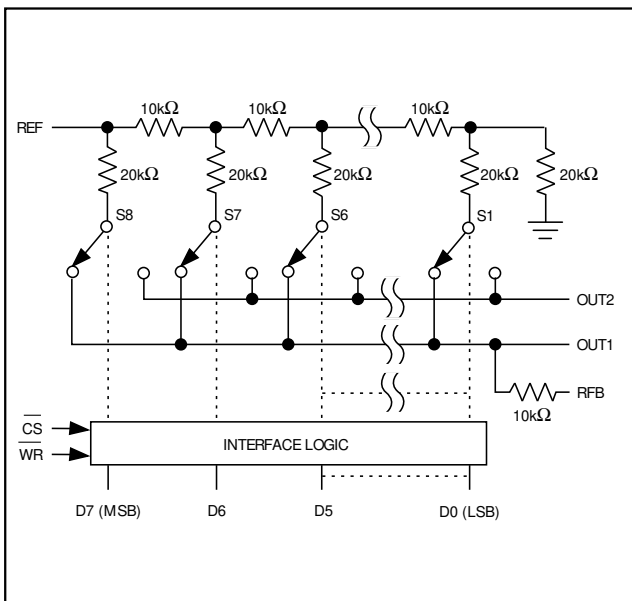 10kΩ 10kΩ 10kΩ
REF
20kΩ 20kΩ 20kΩ 20kΩ 20kΩ
S8 S7 S6 S1
OUT2
OUT1
RFB
10kΩ
CS
WR
INTERFACE LOGIC
D7 (MSB) D6 D5 D0 (LSB)